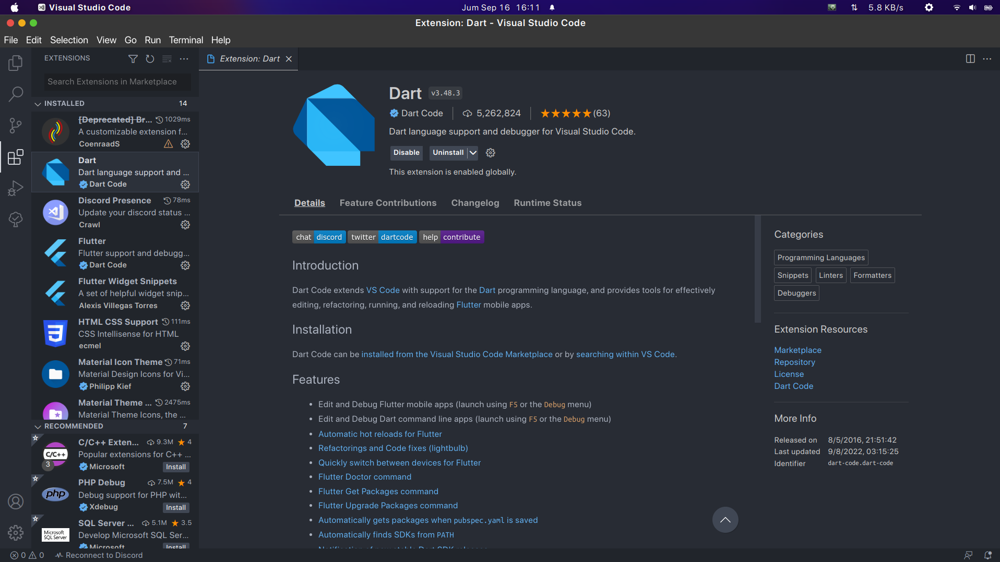 Visual Studio Code
Jum Sep 16 16:11
5.8 KB/s
Extension: Dart - Visual Studio Code
File Edit Selection View Go Run Terminal Help
EXTENSIONS
Search Extensions in Marketplace
INSTALLED 14
[Deprecated] Br... 1029ms
A customizable extension f...
CoenraadS
Dart
Dart language support and ...
Dart Code
Discord Presence 78ms
Update your discord status ...
Crawl
Flutter
Flutter support and debugg...
Dart Code
Flutter Widget Snippets
A set of helpful widget snip...
Alexis Villegas Torres
HTML CSS Support 111ms
CSS Intellisense for HTML
ecmel
Material Icon Theme 71ms
Material Design Icons for Vi...
Philipp Kief
Material Theme ... 2475ms
Material Theme Icons, the ...
RECOMMENDED 7
C/C++ Exten... 9.3M 4
C/C++
3
Popular extensions for C++ ...
Microsoft Install
PHP Debug 7.5M 4
php
Debug support for PHP wit...
Xdebug Install
SQL Server ... 5.1M 3.5
Microsoft
SQL Server
Develop Microsoft SQL Ser...
Microsoft Install
Extension: Dart
Dart v3.48.3
Dart Code 5,262,824 (63)
Dart language support and debugger for Visual Studio Code.
Disable Uninstall
This extension is enabled globally.
Details Feature Contributions Changelog Runtime Status
chat discord twitter dartcode help contribute
Introduction
Dart Code extends VS Code with support for the Dart programming language, and provides tools for effectively
editing, refactoring, running, and reloading Flutter mobile apps.
Installation
Dart Code can be installed from the Visual Studio Code Marketplace or by searching within VS Code.
Features
• Edit and Debug Flutter mobile apps (launch using F5 or the Debug menu)
• Edit and Debug Dart command line apps (launch using F5 or the Debug menu)
• Automatic hot reloads for Flutter
• Refactorings and Code fixes (lightbulb)
• Quickly switch between devices for Flutter
• Flutter Doctor command
• Flutter Get Packages command
• Flutter Upgrade Packages command
• Automatically gets packages when pubspec.yaml is saved
• Automatically finds SDKs from PATH
• Notification of new stable Dart SDK releases
Categories
Programming Languages
Snippets Linters Formatters
Debuggers
Extension Resources
Marketplace
Repository
License
Dart Code
More Info
Released on 8/5/2016, 21:51:42
Last updated 9/8/2022, 03:15:25
Identifier dart-code.dart-code
0 0 Reconnect to Discord